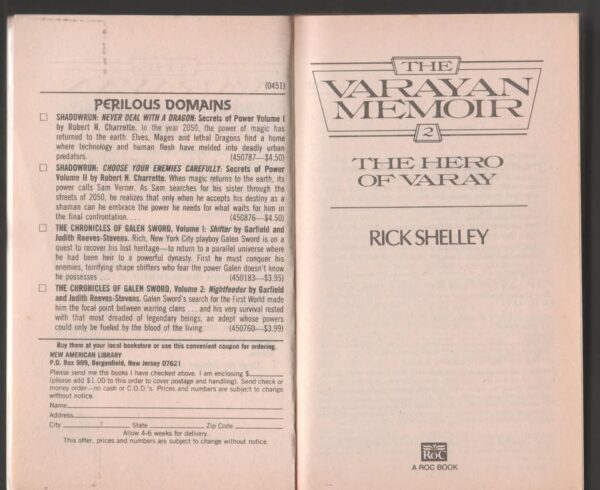 (0451)
PERILOUS DOMAINS
SHADOWRUN: NEVER DEAL WITH A DRAGON: Secrets of Power Volume I
by Robert N. Charrette. In the year 2050, the power of magic has
returned to the earth. Elves, Mages and lethal Dragons find a home
where technology and human flesh have melded into deadly urban
predators. (450787—$4.50)
SHADOWRUN: CHOOSE YOUR ENEMIES CAREFULLY: Secrets of Power
Volume II by Robert N. Charrette. When magic returns to the earth, its
power calls Sam Verner. As Sam searches for his sister through the
streets of 2050, he realizes that only when he accepts his destiny as a
shaman can he embrace the power he needs for what waits for him in
the final confrontation. . . . (450876—$4.50)
THE CHRONICLES OF GALEN SWORD, Volume 1: Shifter by Garfield and
Judith Reeves-Stevens. Rich, New York City playboy Galen Sword is on a
quest to recover his lost heritage—to return to a parallel universe where
he had been heir to a powerful dynasty. First he must conquer his
enemies, terrifying shape shifters who fear the power Galen doesn't know
he possesses . . . (450183—$3.95)
THE CHRONICLES OF GALEN SWORD, Volume 2: Nightfeeder by Garfield
and Judith Reeves-Stevens. Galen Sword's search for the First World made
him the focal point between warring clans . . . and his very survival rested
with that most dreaded of legendary beings, an adept whose powers
could only be fueled by the blood of the living. (450760—$3.99)
Buy them at your local bookstore or use this convenient coupon for ordering.
NEW AMERICAN LIBRARY
P.O. Box 999, Bergenfield, New Jersey 07621
Please send me the books I have checked above. I am enclosing $
(please add $1.00 to this order to cover postage and handling). Send check or
money order—no cash or C.O.D.'s. Prices and numbers are subject to change
without notice.
Name
Address
City State Zip Code
Allow 4-6 weeks for delivery.
This offer, prices and numbers are subject to change without notice.
THE
VARAYAN
MEMOIR
2
THE HERO
OF VARAY
RICK SHELLEY
ROC
A ROC BOOK